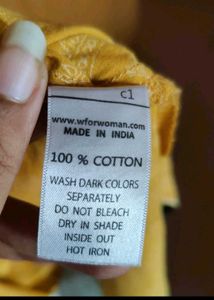 c1
www.wforwoman.com
MADE IN INDIA
100 % COTTON
WASH DARK COLORS
SEPARATELY
DO NOT BLEACH
DRY IN SHADE
INSIDE OUT
HOT IRON